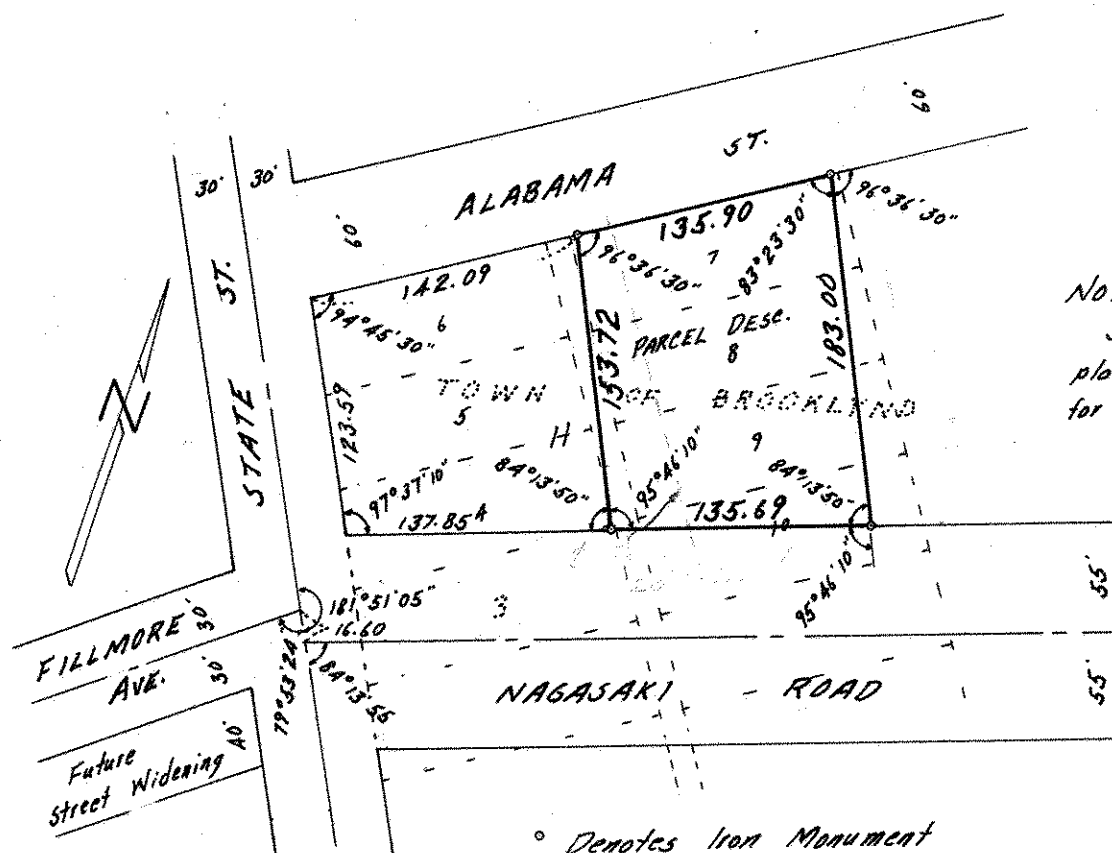 60'
ST.
30'
30'
ALABAMA
60'
135.90
96°36'30"
ST.
STATE
142.09
94°45'30"
6
96°36'30"
7
83°23'30"
153.72
PARCEL DESC.
8
183.00
NO.
123.59
TOWN OF BROOKLYND
5
H
9
for
97°37'10"
84°13'50"
95°46'10"
84°13'50"
137.85
135.69
10
181°51'05"
16.60
3
95°46'10"
55'
FILLMORE
AVE.
30'
30'
79°53'24"
84°13'55
NAGASAKI ROAD
55'
40'
Future
Street Widening
° Denotes Iron Monument
N